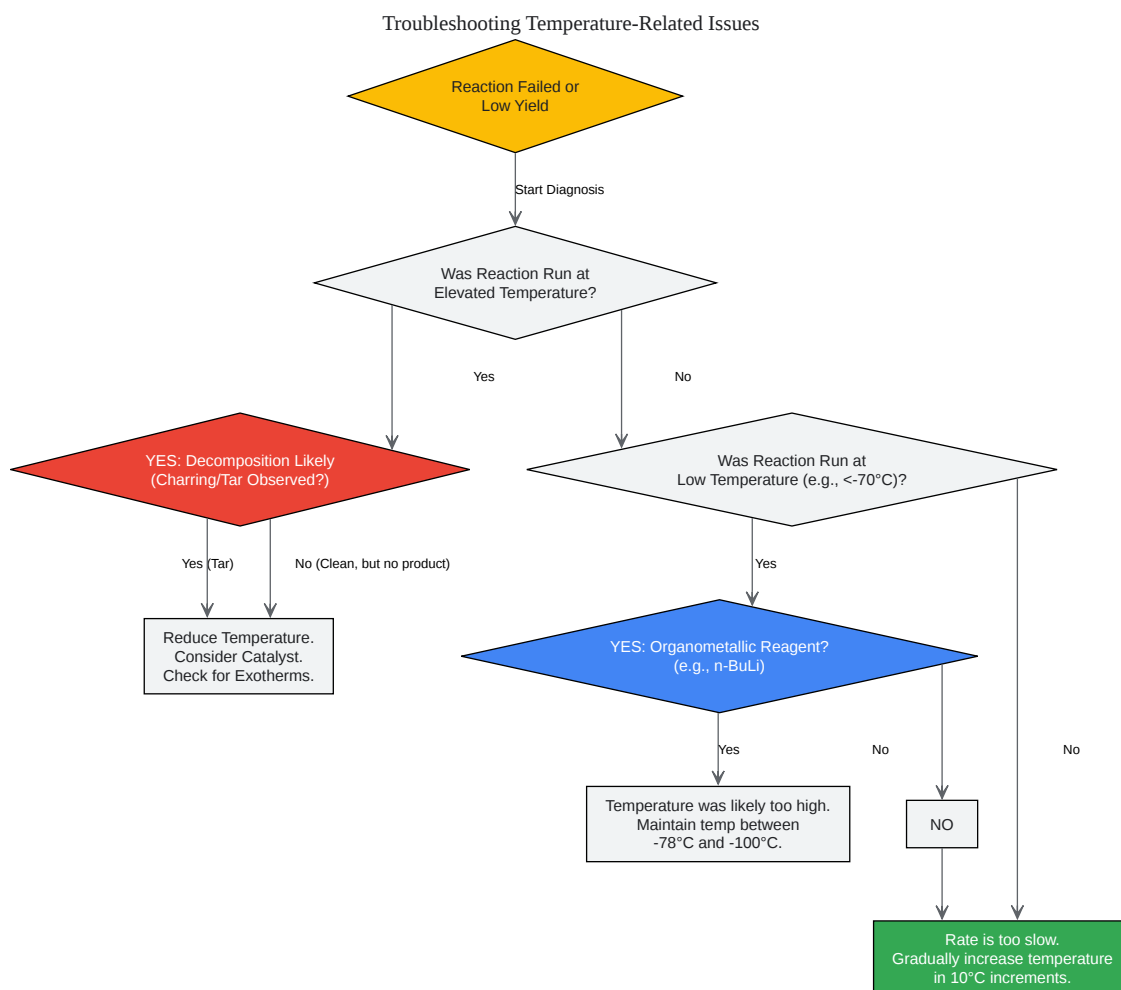 Troubleshooting Temperature-Related Issues
Reaction Failed or
Low Yield
Start Diagnosis
Was Reaction Run at
Elevated Temperature?
Yes
No
YES: Decomposition Likely
(Charring/Tar Observed?)
Was Reaction Run at
Low Temperature (e.g., <-70°C)?
Yes (Tar)
No (Clean, but no product)
Yes
Reduce Temperature.
Consider Catalyst.
Check for Exotherms.
YES: Organometallic Reagent?
(e.g., n-BuLi)
Yes
No
No
Temperature was likely too high.
Maintain temp between
-78°C and -100°C.
NO
Rate is too slow.
Gradually increase temperature
in 10°C increments.